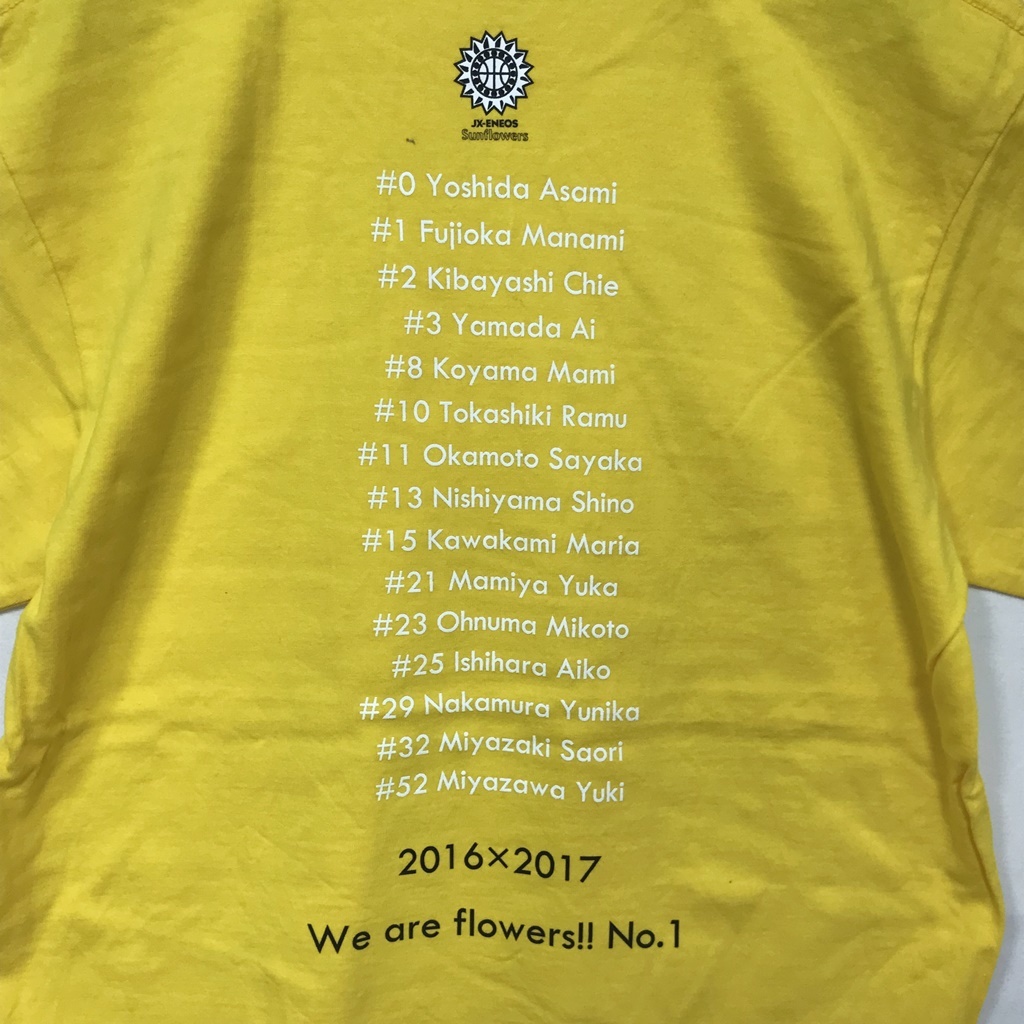 JX-ENEOS
Sunflowers
#0 Yoshida Asami
#1 Fujioka Manami
#2 Kibayashi Chie
#3 Yamada Ai
#8 Koyama Mami
#10 Tokashiki Ramu
#11 Okamoto Sayaka
#13 Nishiyama Shino
#15 Kawakami Maria
#21 Mamiya Yuka
#23 Ohnuma Mikoto
#25 Ishihara Aiko
#29 Nakamura Yunika
#32 Miyazaki Saori
#52 Miyazawa Yuki
2016×2017
We are flowers!! No.1